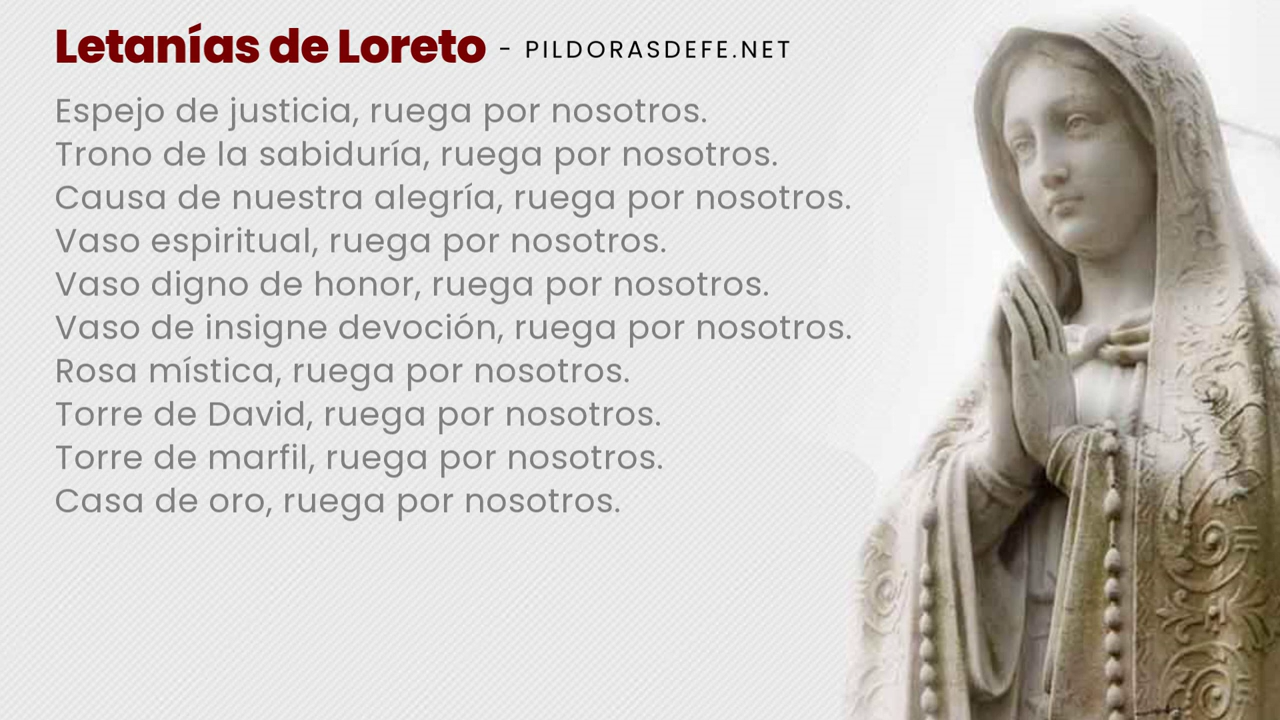 Letanías de Loreto - PILDORASDEFE.NET
Espejo de justicia, ruega por nosotros.
Trono de la sabiduría, ruega por nosotros.
Causa de nuestra alegría, ruega por nosotros.
Vaso espiritual, ruega por nosotros.
Vaso digno de honor, ruega por nosotros.
Vaso de insigne devoción, ruega por nosotros.
Rosa mística, ruega por nosotros.
Torre de David, ruega por nosotros.
Torre de marfil, ruega por nosotros.
Casa de oro, ruega por nosotros.